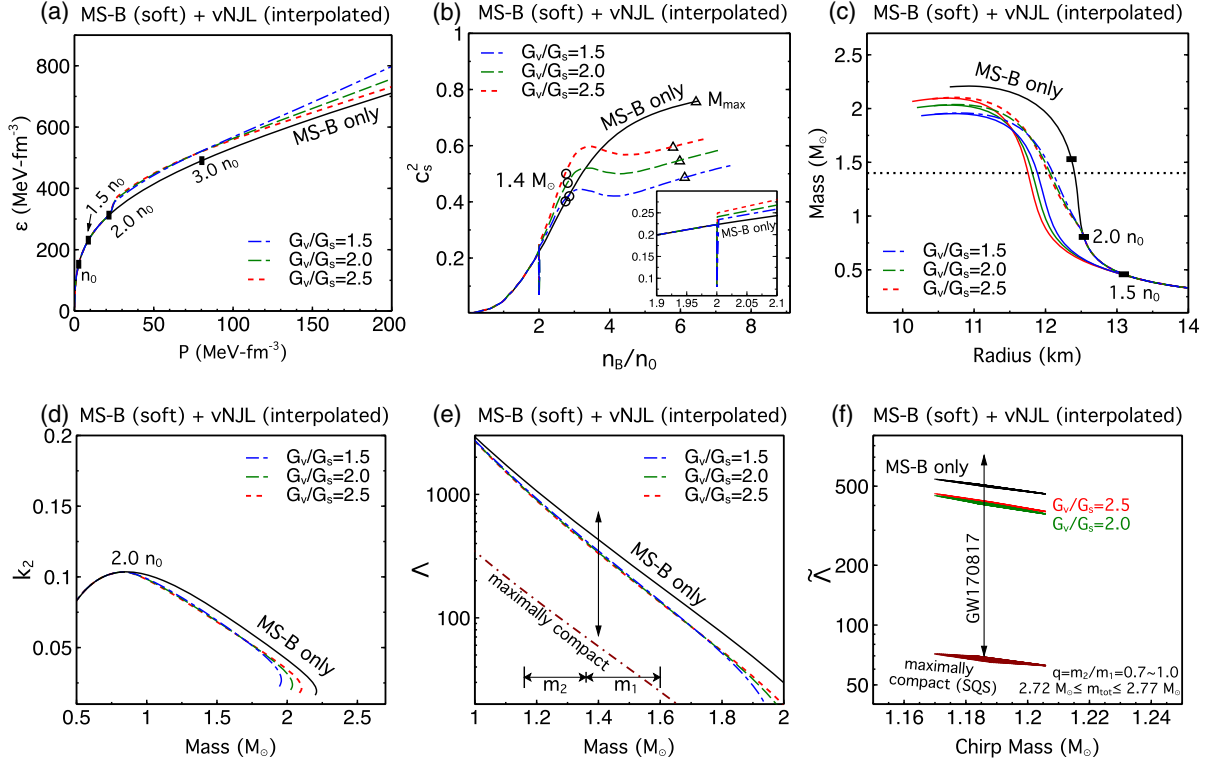 (a) MS-B (soft) + vNJL (interpolated)
ε (MeV-fm⁻³)
800
600
400
200
0
n₀
1.5 n₀
2.0 n₀
3.0 n₀
MS-B only
Gᵥ/Gₛ=1.5
Gᵥ/Gₛ=2.0
Gᵥ/Gₛ=2.5
0 50 100 150 200
P (MeV-fm⁻³)
(b) MS-B (soft) + vNJL (interpolated)
cₛ²
1
0.8
0.6
0.4
0.2
0
Gᵥ/Gₛ=1.5
Gᵥ/Gₛ=2.0
Gᵥ/Gₛ=2.5
MS-B only
Mₘₐₓ
1.4 M☉
0.25
0.2
0.15
0.1
MS-B only
1.9 1.95 2 2.05 2.1
0 2 4 6 8
n_B/n₀
(c) MS-B (soft) + vNJL (interpolated)
Mass (M☉)
2.5
2.0
1.5
1.0
0.5
MS-B only
2.0 n₀
1.5 n₀
Gᵥ/Gₛ=1.5
Gᵥ/Gₛ=2.0
Gᵥ/Gₛ=2.5
10 11 12 13 14
Radius (km)
(d) MS-B (soft) + vNJL (interpolated)
k₂
0.2
0.15
0.1
0.05
0
Gᵥ/Gₛ=1.5
Gᵥ/Gₛ=2.0
Gᵥ/Gₛ=2.5
2.0 n₀
MS-B only
0.5 1 1.5 2 2.5
Mass (M☉)
(e) MS-B (soft) + vNJL (interpolated)
Λ
1000
100
Gᵥ/Gₛ=1.5
Gᵥ/Gₛ=2.0
Gᵥ/Gₛ=2.5
MS-B only
maximally compact
m₂ m₁
1 1.2 1.4 1.6 1.8 2
Mass (M☉)
(f) MS-B (soft) + vNJL (interpolated)
Λ̃
500
100
50
MS-B only
Gᵥ/Gₛ=2.5
Gᵥ/Gₛ=2.0
GW170817
maximally
compact (SQS)
q=m₂/m₁=0.7~1.0
2.72 M☉≤ mₜₒₜ≤ 2.77 M☉
1.16 1.18 1.20 1.22 1.24
Chirp Mass (M☉)